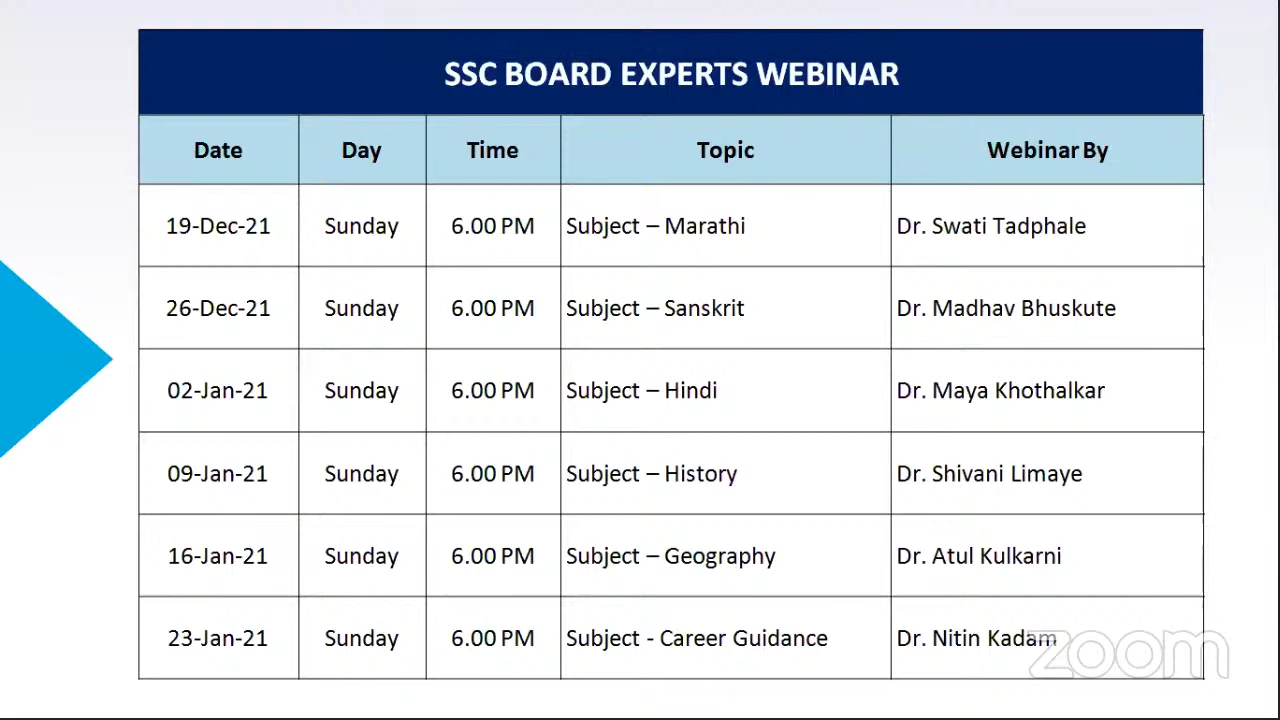 SSC BOARD EXPERTS WEBINAR
Date Day Time Topic Webinar By
19-Dec-21 Sunday 6.00 PM Subject – Marathi Dr. Swati Tadphale
26-Dec-21 Sunday 6.00 PM Subject – Sanskrit Dr. Madhav Bhuskute
02-Jan-21 Sunday 6.00 PM Subject – Hindi Dr. Maya Khothalkar
09-Jan-21 Sunday 6.00 PM Subject – History Dr. Shivani Limaye
16-Jan-21 Sunday 6.00 PM Subject – Geography Dr. Atul Kulkarni
23-Jan-21 Sunday 6.00 PM Subject - Career Guidance Dr. Nitin Kadam
zoom